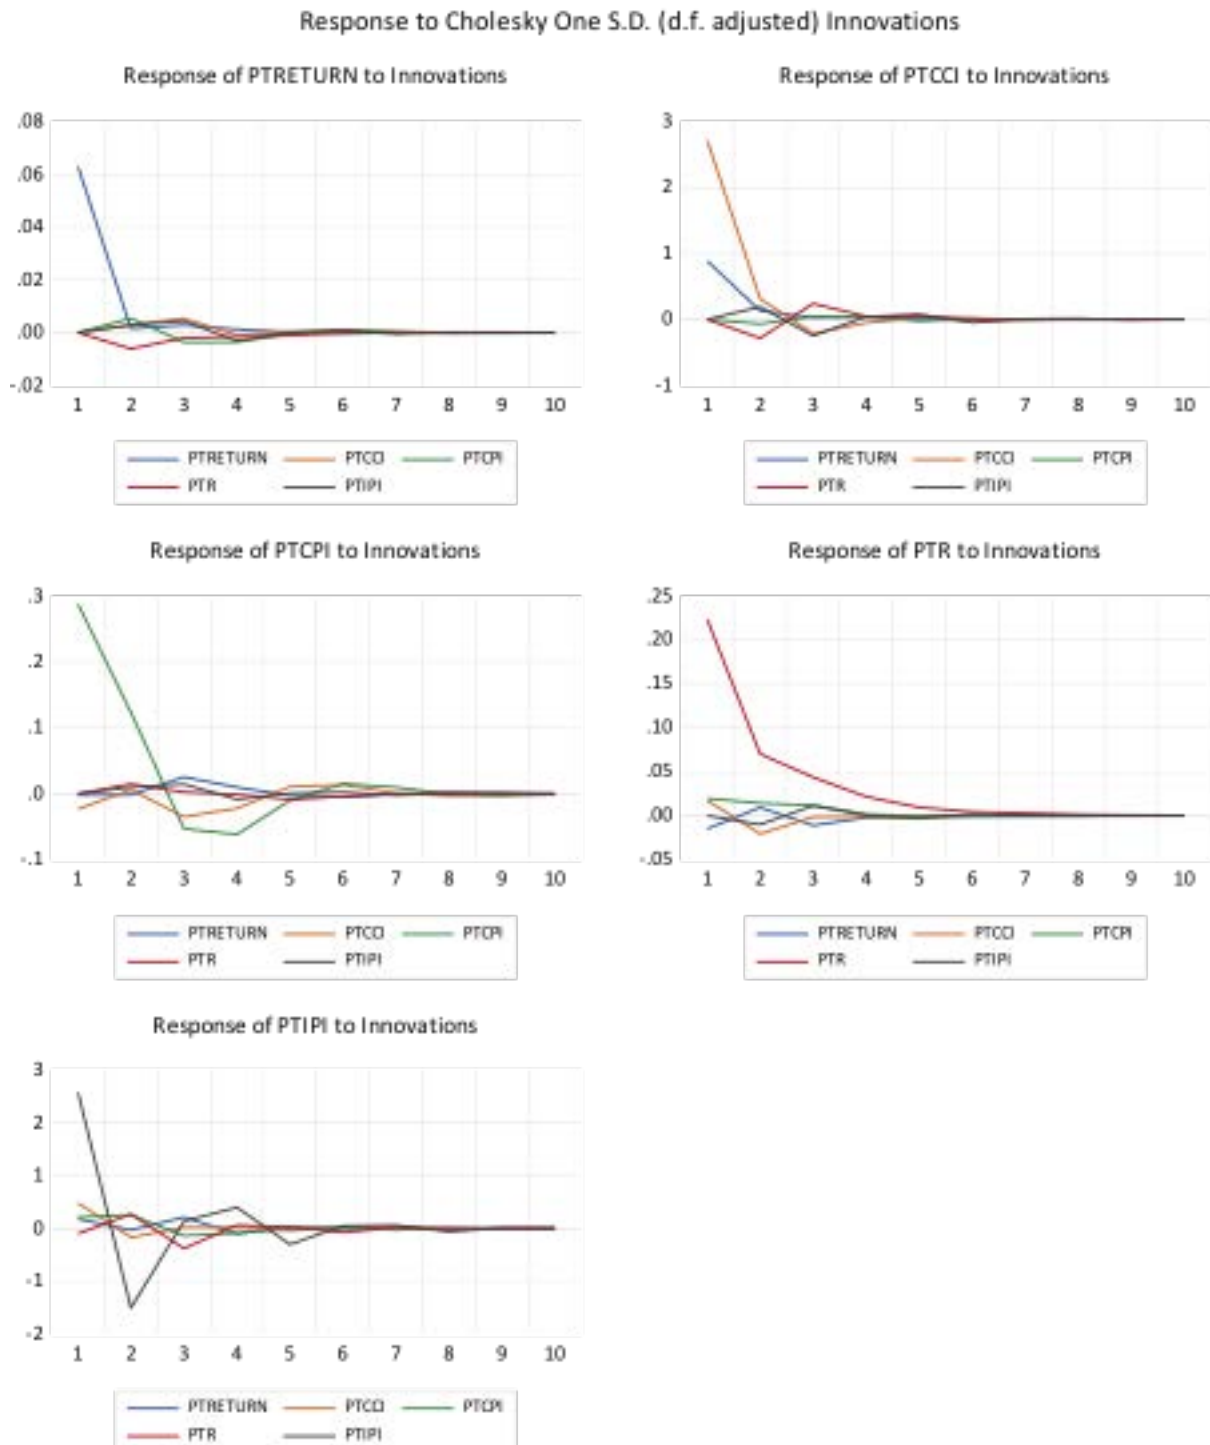 Response to Cholesky One S.D. (d.f. adjusted) Innovations
Response of PTRETURN to Innovations
.08
.06
.04
.02
.00
-.02
1 2 3 4 5 6 7 8 9 10
PTRETURN PTCCI PTCPI
PTR PTIPI
Response of PTCCI to Innovations
3
2
1
0
-1
1 2 3 4 5 6 7 8 9 10
PTRETURN PTCCI PTCPI
PTR PTIPI
Response of PTCPI to Innovations
.3
.2
.1
.0
-.1
1 2 3 4 5 6 7 8 9 10
PTRETURN PTCCI PTCPI
PTR PTIPI
Response of PTR to Innovations
.25
.20
.15
.10
.05
.00
-.05
1 2 3 4 5 6 7 8 9 10
PTRETURN PTCCI PTCPI
PTR PTIPI
Response of PTIPI to Innovations
3
2
1
0
-1
-2
1 2 3 4 5 6 7 8 9 10
PTRETURN PTCCI PTCPI
PTR PTIPI